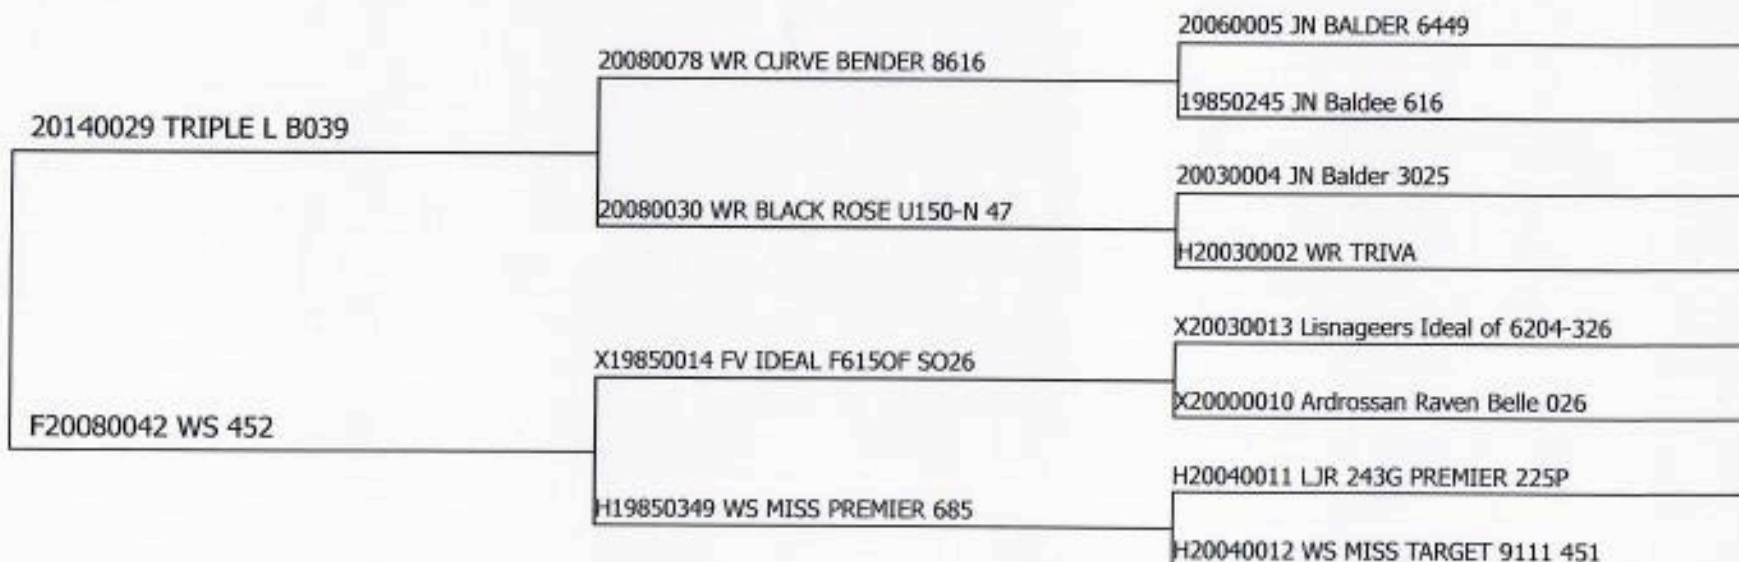 20060005 JN BALDER 6449
20080078 WR CURVE BENDER 8616
19850245 JN Baldee 616
20140029 TRIPLE L B039
20030004 JN Balder 3025
20080030 WR BLACK ROSE U150-N 47
H20030002 WR TRIVA
X20030013 Lisnageers Ideal of 6204-326
X19850014 FV IDEAL F615OF SO26
X20000010 Ardrossan Raven Belle 026
F20080042 WS 452
H20040011 LJR 243G PREMIER 225P
H19850349 WS MISS PREMIER 685
H20040012 WS MISS TARGET 9111 451